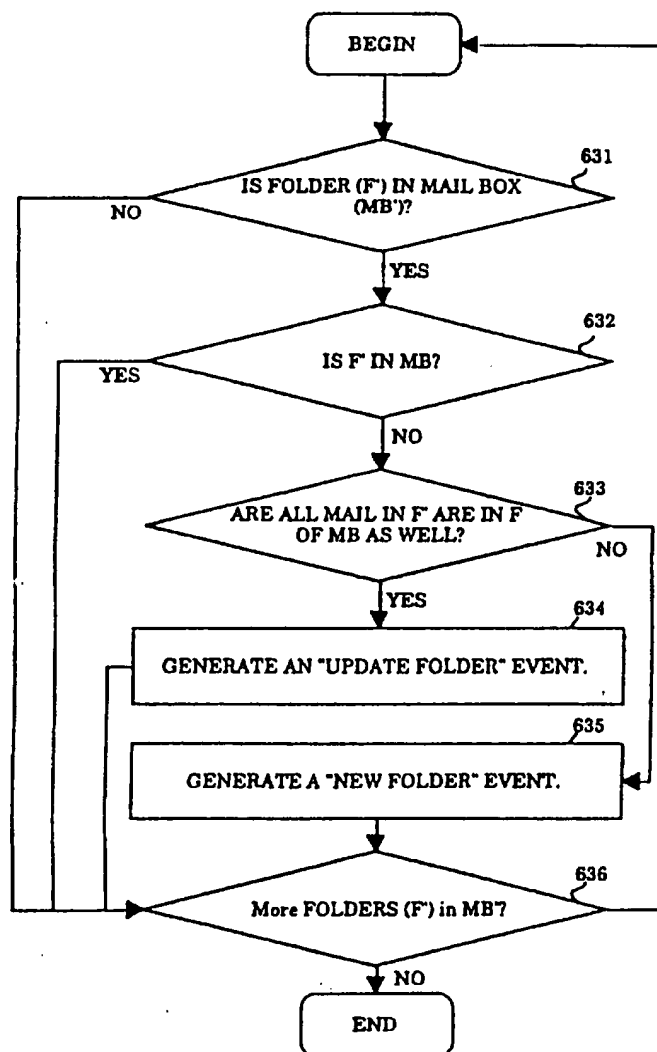 BEGIN
631
IS FOLDER (F') IN MAIL BOX
(MB')?
NO
YES
632
IS F' IN MB?
YES
NO
633
ARE ALL MAIL IN F' ARE IN F
OF MB AS WELL?
NO
YES
634
GENERATE AN "UPDATE FOLDER" EVENT.
635
GENERATE A "NEW FOLDER" EVENT.
636
More FOLDERS (F') in MB'?
NO
END